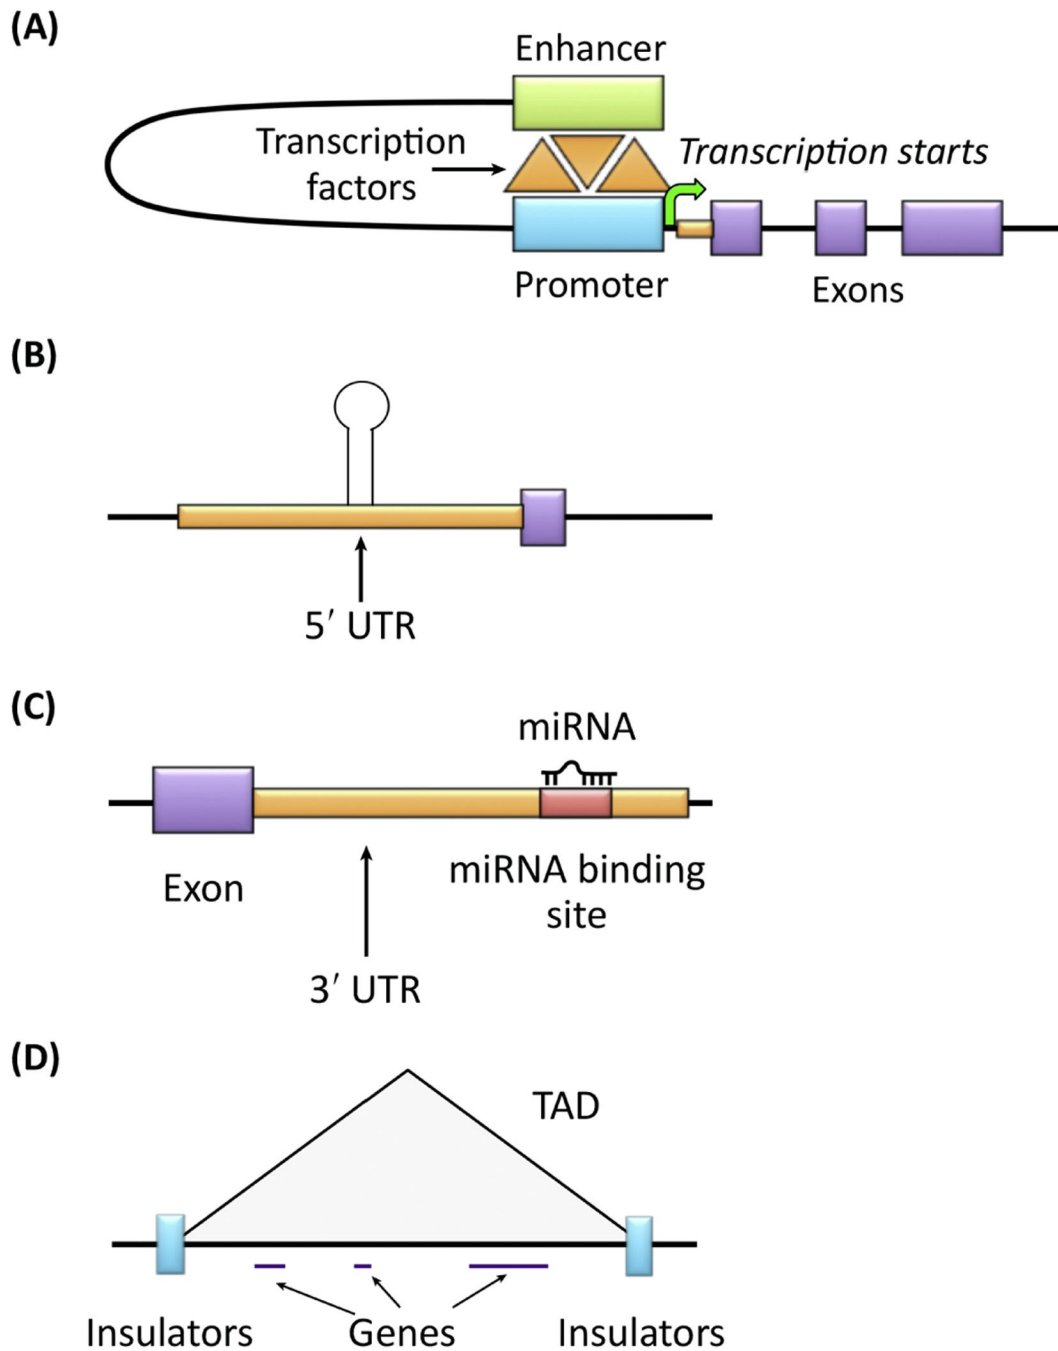 (A)
Enhancer
Transcription
factors
Transcription starts
Promoter
Exons
(B)
5′ UTR
(C)
miRNA
Exon
miRNA binding
site
3′ UTR
(D)
TAD
Insulators
Genes
Insulators